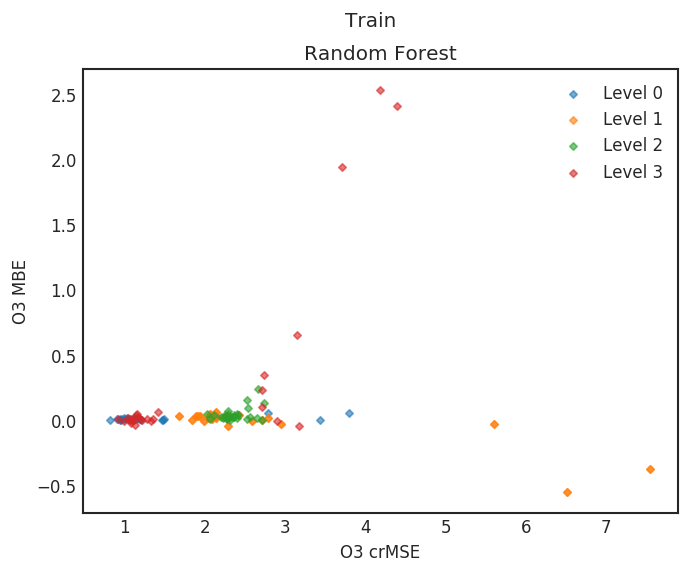 Train
Random Forest
Level 0
Level 1
Level 2
Level 3
2.5
2.0
1.5
1.0
0.5
0.0
−0.5
O3 MBE
1 2 3 4 5 6 7
O3 crMSE